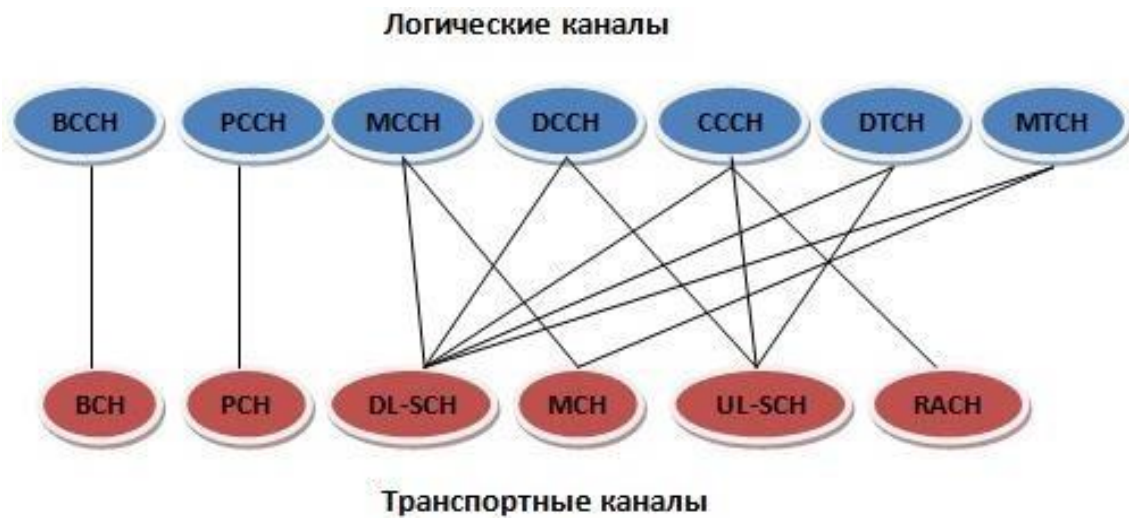 Логические каналы
BCCH PCCH MCCH DCCH CCCH DTCH MTCH
BCH PCH DL-SCH MCH UL-SCH RACH
Транспортные каналы